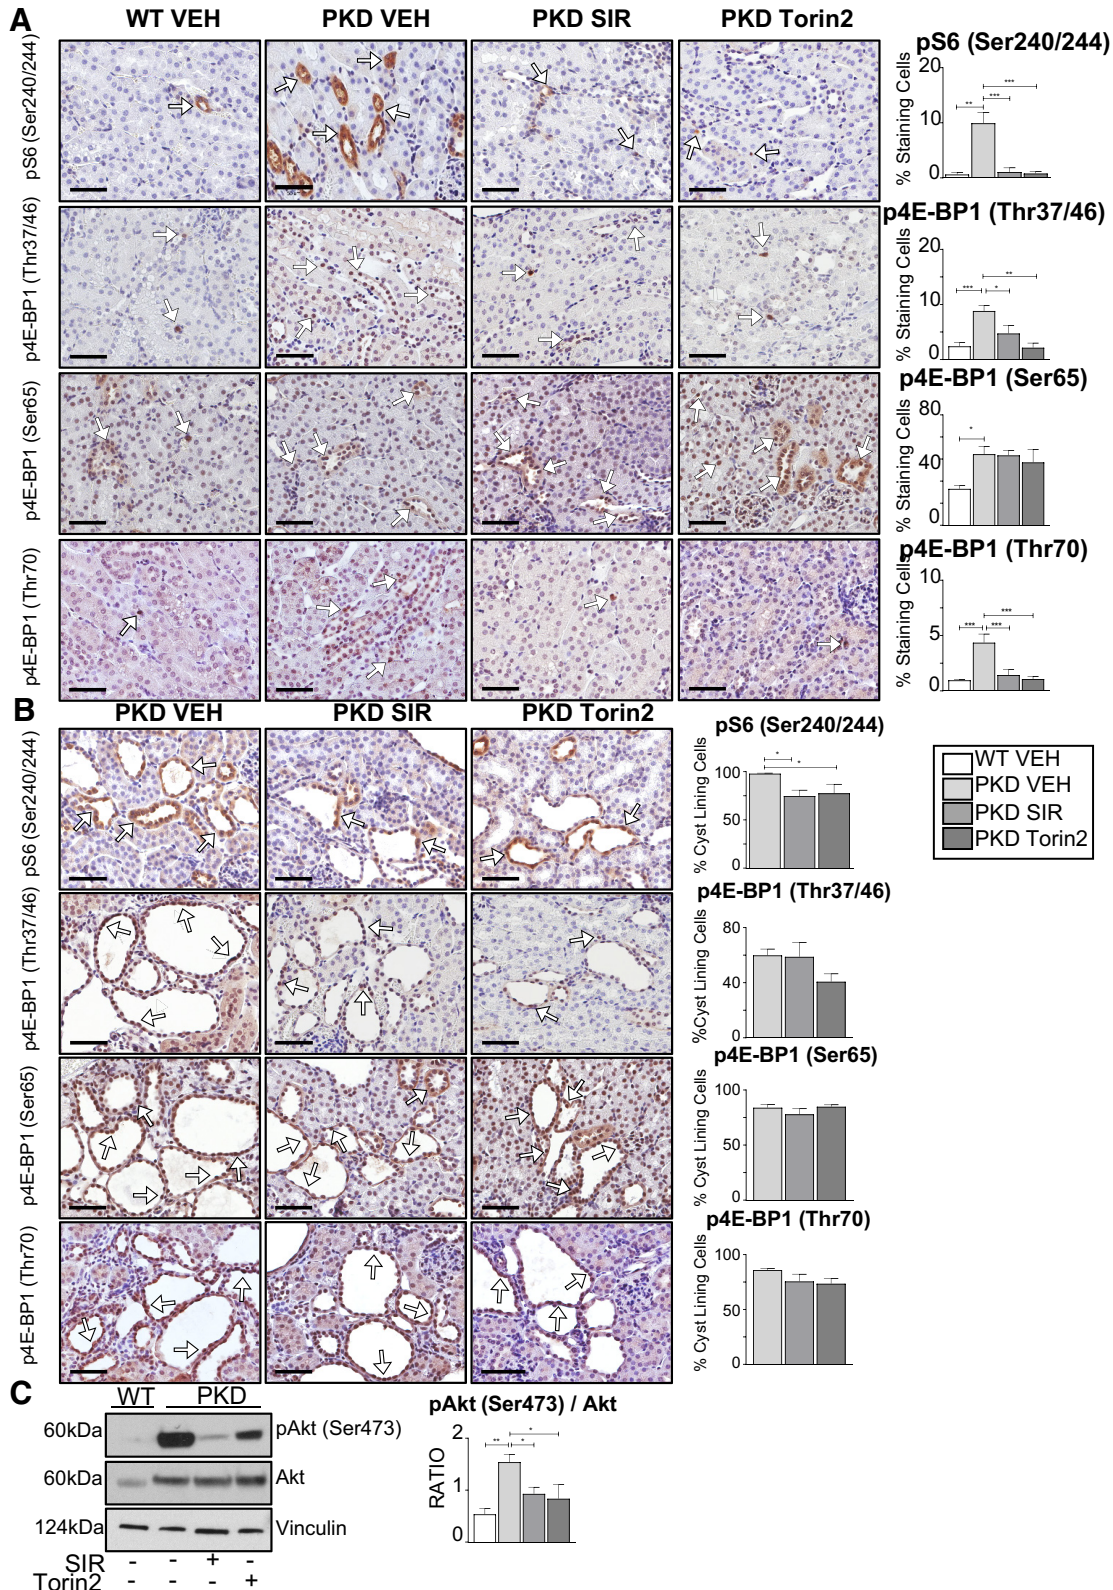 A
WT VEH PKD VEH PKD SIR PKD Torin2
pS6 (Ser240/244)
pS6 (Ser240/244)
% Staining Cells
20
10
0
** *** ***
p4E-BP1 (Thr37/46)
p4E-BP1 (Thr37/46)
% Staining Cells
20
10
0
*** * **
p4E-BP1 (Ser65)
p4E-BP1 (Ser65)
% Staining Cells
80
40
0
*
p4E-BP1 (Thr70)
p4E-BP1 (Thr70)
% Staining Cells
10
5
0
*** *** ***
B
PKD VEH PKD SIR PKD Torin2
pS6 (Ser240/244)
pS6 (Ser240/244)
% Cyst Lining Cells
100
50
0
* *
WT VEH
PKD VEH
PKD SIR
PKD Torin2
p4E-BP1 (Thr37/46)
p4E-BP1 (Thr37/46)
%Cyst Lining Cells
80
40
0
p4E-BP1 (Ser65)
p4E-BP1 (Ser65)
% Cyst Lining Cells
100
50
0
p4E-BP1 (Thr70)
p4E-BP1 (Thr70)
% Cyst Lining Cells
100
50
0
C
WT PKD
60kDa pAkt (Ser473)
60kDa Akt
124kDa Vinculin
SIR - - + -
Torin2 - - - +
pAkt (Ser473) / Akt
RATIO
2
1
0
** * *